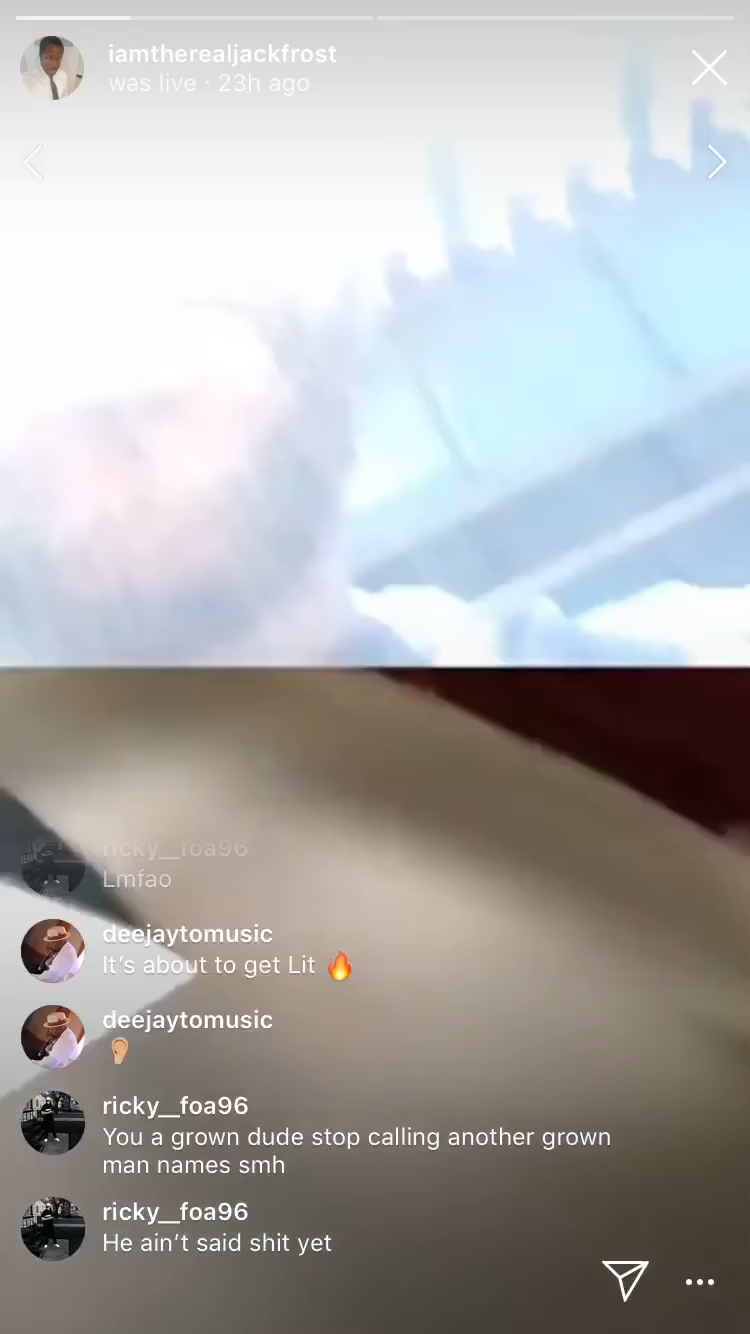 iamtherealjackfrost
was live · 23h ago
ricky__foa96
Lmfao
deejaytomusic
It's about to get Lit 🔥
deejaytomusic
👂🏼
ricky__foa96
You a grown dude stop calling another grown
man names smh
ricky__foa96
He ain't said shit yet